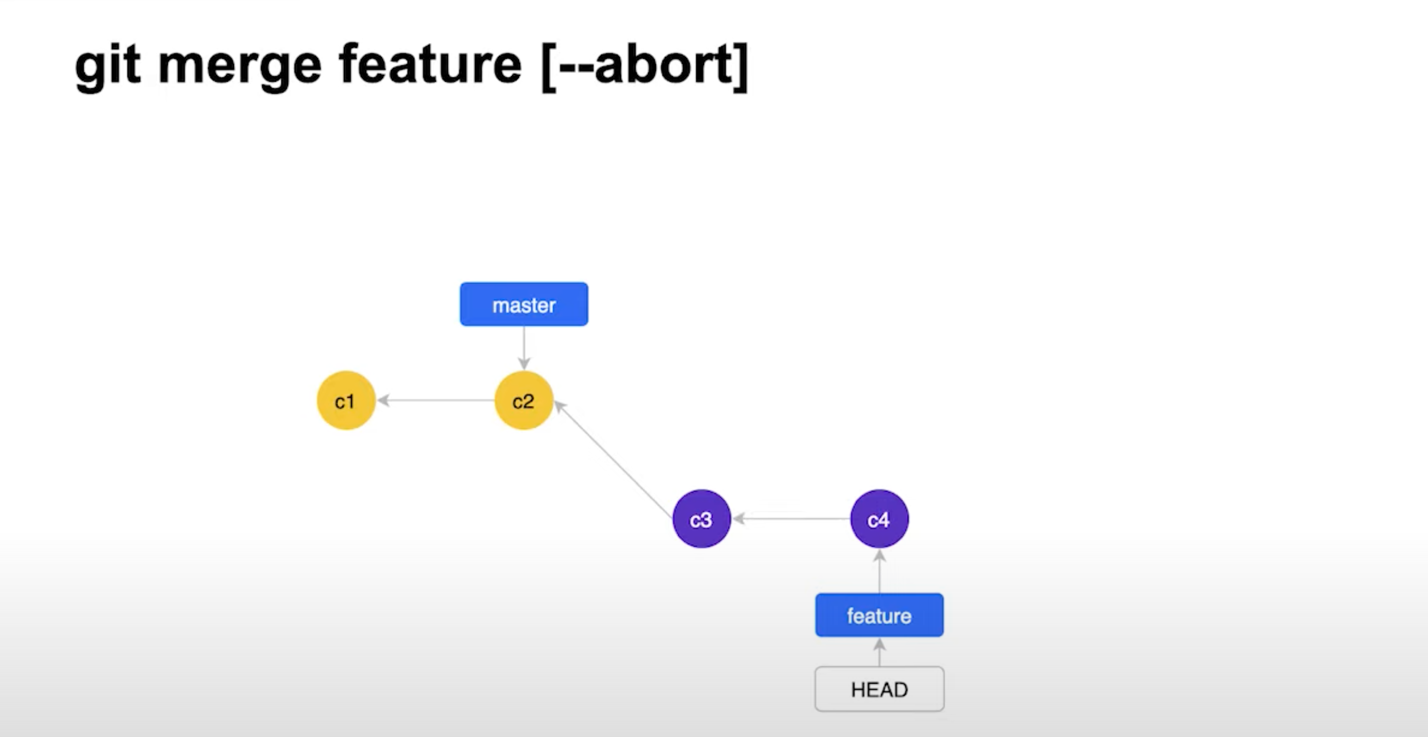 git merge feature [--abort]
master
c1
c2
c3
c4
feature
HEAD